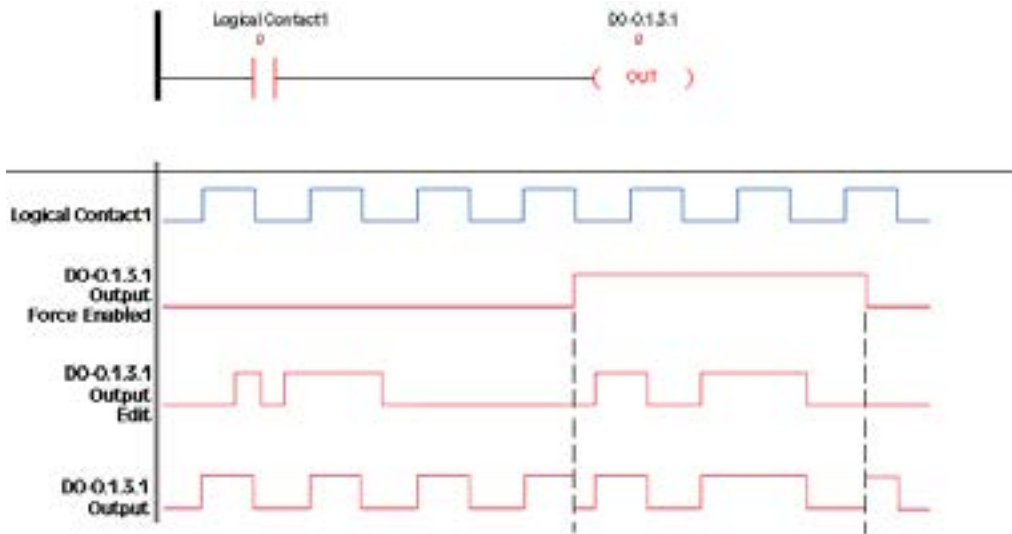 Logical Contact1
DO-0.1.3.1
0
0
OUT
Logical Contact1
DO-0.1.3.1
Output
Force Enabled
DO-0.1.3.1
Output
Edit
DO-0.1.3.1
Output